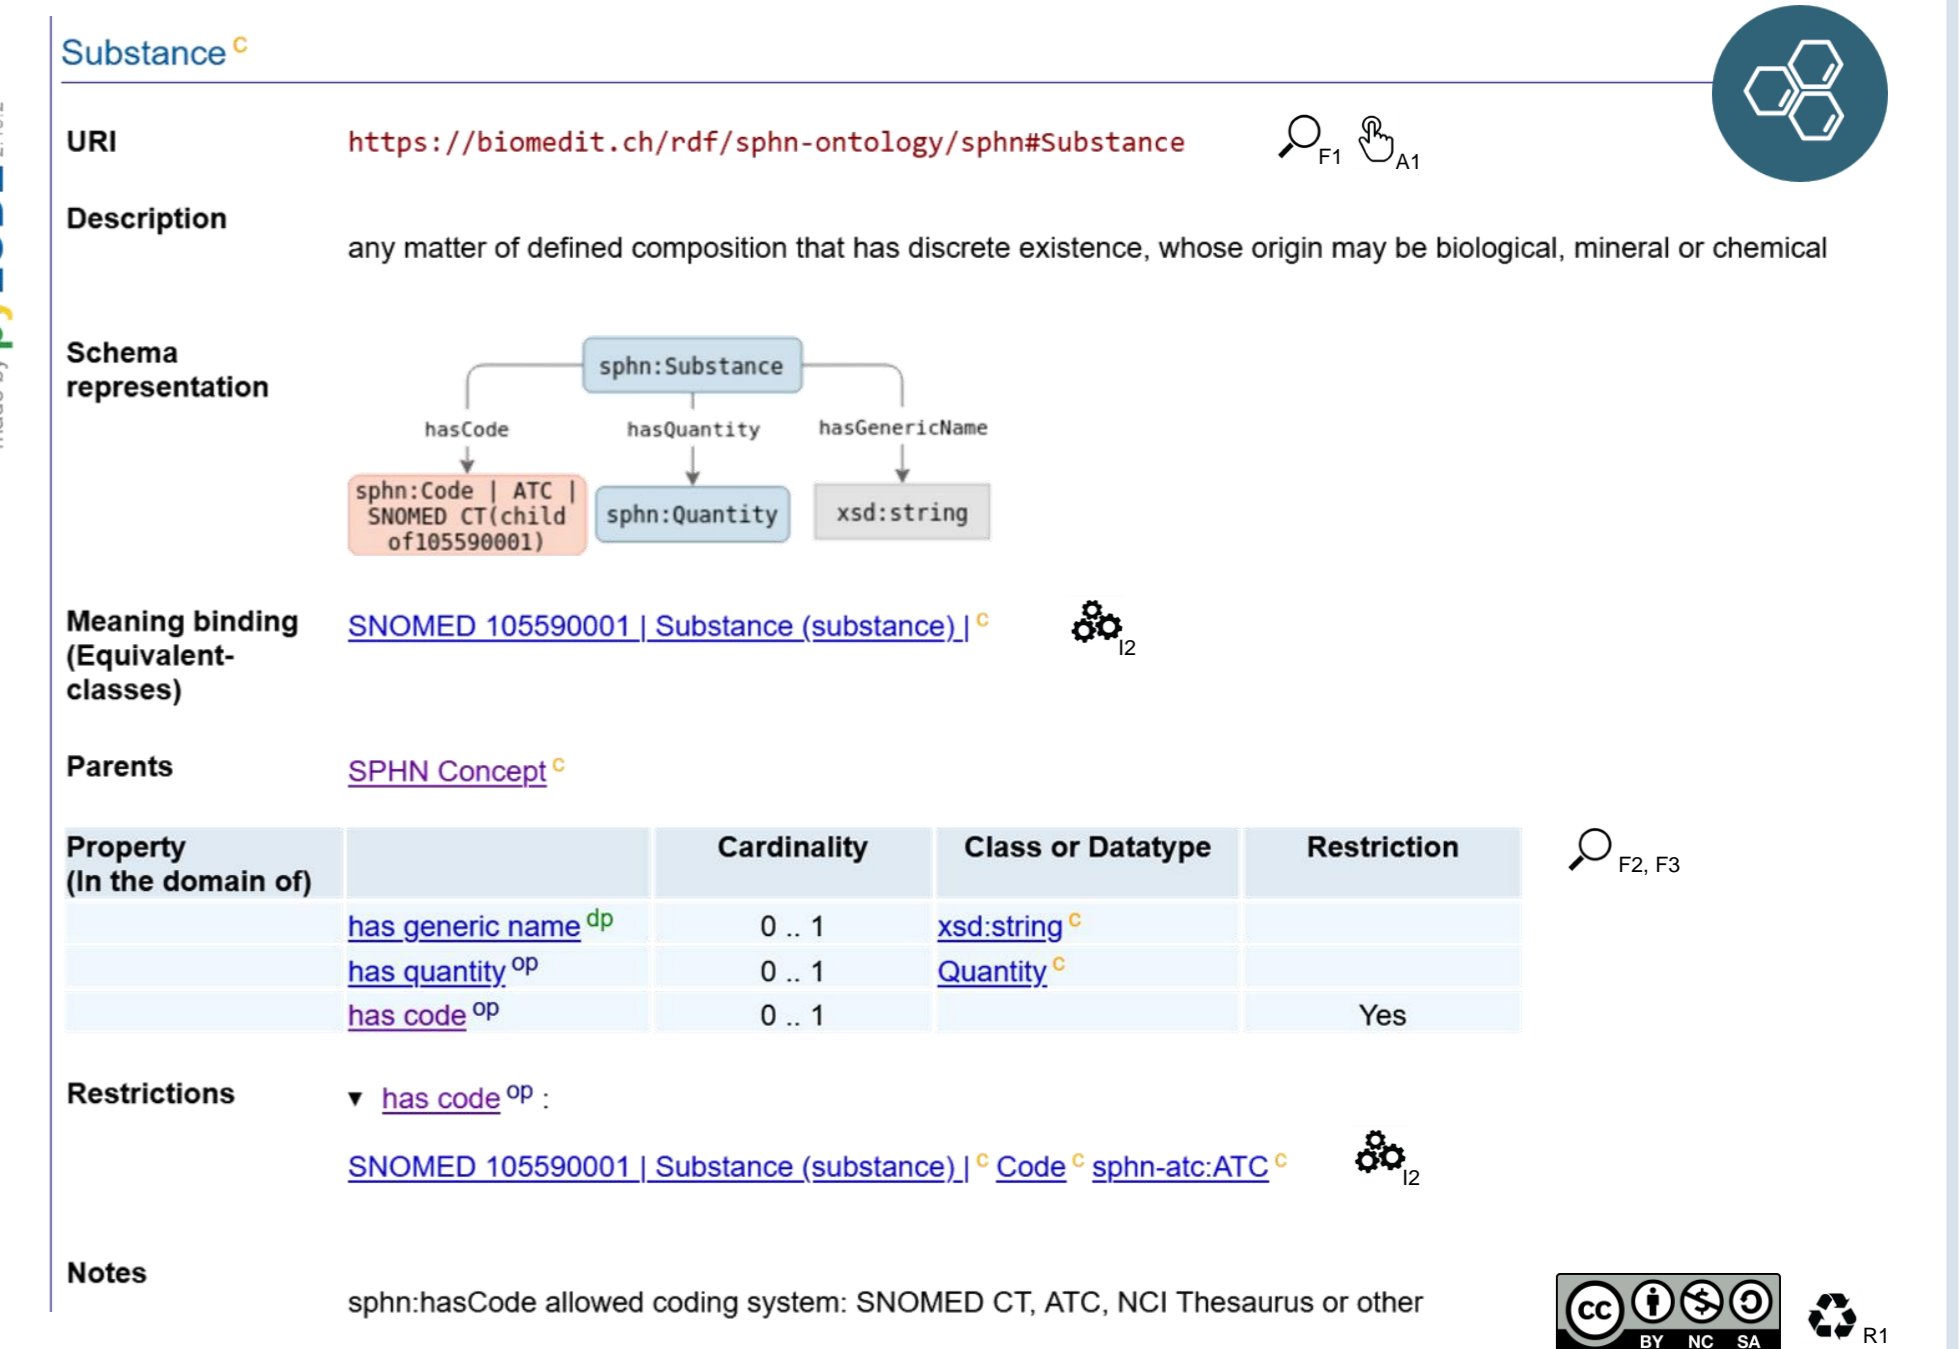 Substance c
URI
https://biomedit.ch/rdf/sphn-ontology/sphn#Substance
F1
A1
Description
any matter of defined composition that has discrete existence, whose origin may be biological, mineral or chemical
Schema
representation
sphn:Substance
hasCode
hasQuantity
hasGenericName
sphn:Code | ATC |
SNOMED CT(child
of105590001)
sphn:Quantity
xsd:string
Meaning binding
(Equivalent-
classes)
SNOMED 105590001 | Substance (substance) | c
I2
Parents
SPHN Concept c
Property
(In the domain of)
Cardinality
Class or Datatype
Restriction
F2, F3
has generic name dp 0 .. 1 xsd:string c
has quantity op 0 .. 1 Quantity c
has code op 0 .. 1 Yes
Restrictions
▼ has code op :
SNOMED 105590001 | Substance (substance) | c Code c sphn-atc:ATC c
I2
Notes
sphn:hasCode allowed coding system: SNOMED CT, ATC, NCI Thesaurus or other
cc
BY NC SA
R1